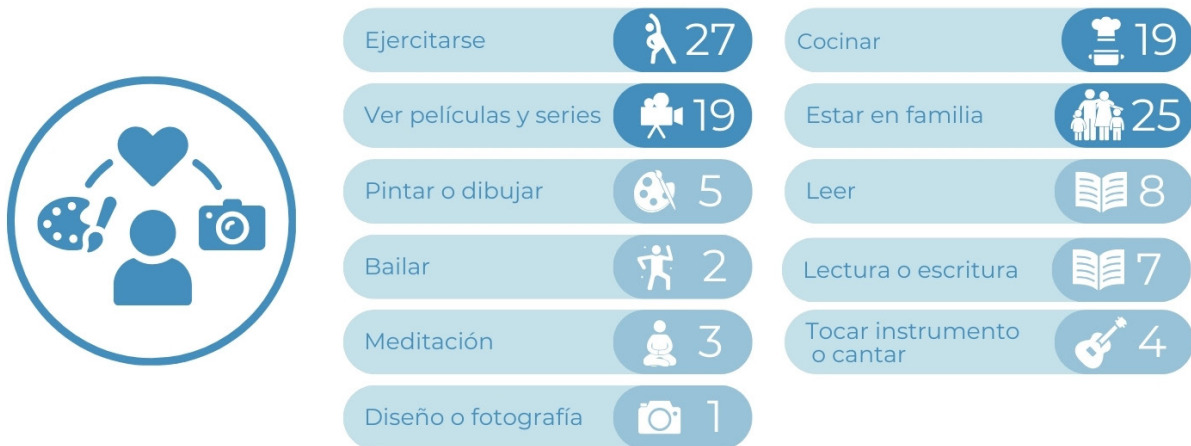 Ejercitarse 27
Ver películas y series 19
Pintar o dibujar 5
Bailar 2
Meditación 3
Diseño o fotografía 1
Cocinar 19
Estar en familia 25
Leer 8
Lectura o escritura 7
Tocar instrumento
o cantar 4